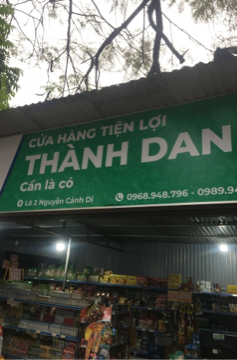 CỬA HÀNG TIỆN LỢI
THÀNH DAN
Cần là có
Lô 2 Nguyễn Cảnh Dị
0968.948.796 - 0989.9